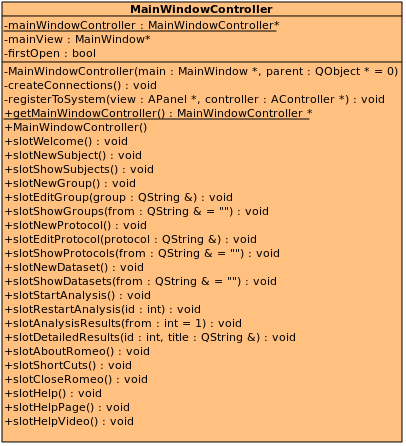 MainWindowController
-mainWindowController : MainWindowController*
-mainView : MainWindow*
-firstOpen : bool
-MainWindowController(main : MainWindow *, parent : QObject * = 0)
-createConnections() : void
-registerToSystem(view : APanel *, controller : AController *) : void
+getMainWindowController() : MainWindowController *
+MainWindowController()
+slotWelcome() : void
+slotNewSubject() : void
+slotShowSubjects() : void
+slotNewGroup() : void
+slotEditGroup(group : QString &) : void
+slotShowGroups(from : QString & = "") : void
+slotNewProtocol() : void
+slotEditProtocol(protocol : QString &) : void
+slotShowProtocols(from : QString & = "") : void
+slotNewDataset() : void
+slotShowDatasets(from : QString & = "") : void
+slotStartAnalysis() : void
+slotRestartAnalysis(id : int) : void
+slotAnalysisResults(from : int = 1) : void
+slotDetailedResults(id : int, title : QString &) : void
+slotAboutRomeo() : void
+slotShortCuts() : void
+slotCloseRomeo() : void
+slotHelp() : void
+slotHelpPage() : void
+slotHelpVideo() : void